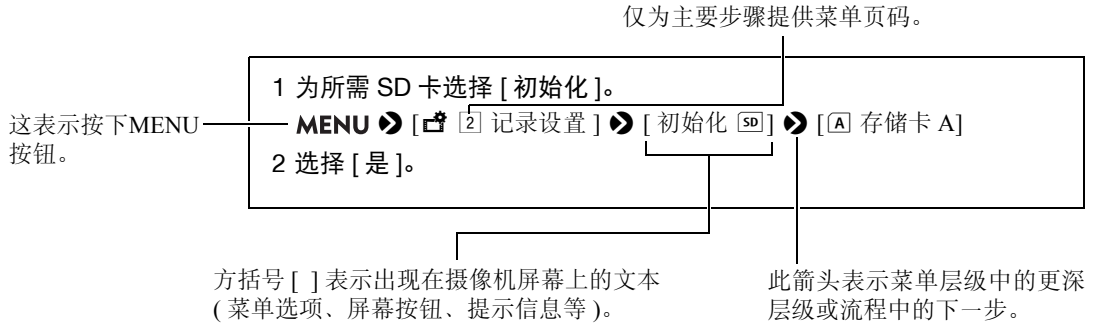 仅为主要步骤提供菜单页码。
1 为所需 SD 卡选择 [ 初始化 ]。
这表示按下MENU
按钮。
MENU ❯ [ 2 记录设置 ] ❯ [ 初始化 SD ] ❯ [A 存储卡 A]
2 选择 [ 是 ]。
方括号 [ ] 表示出现在摄像机屏幕上的文本
( 菜单选项、屏幕按钮、提示信息等 )。
此箭头表示菜单层级中的更深
层级或流程中的下一步。